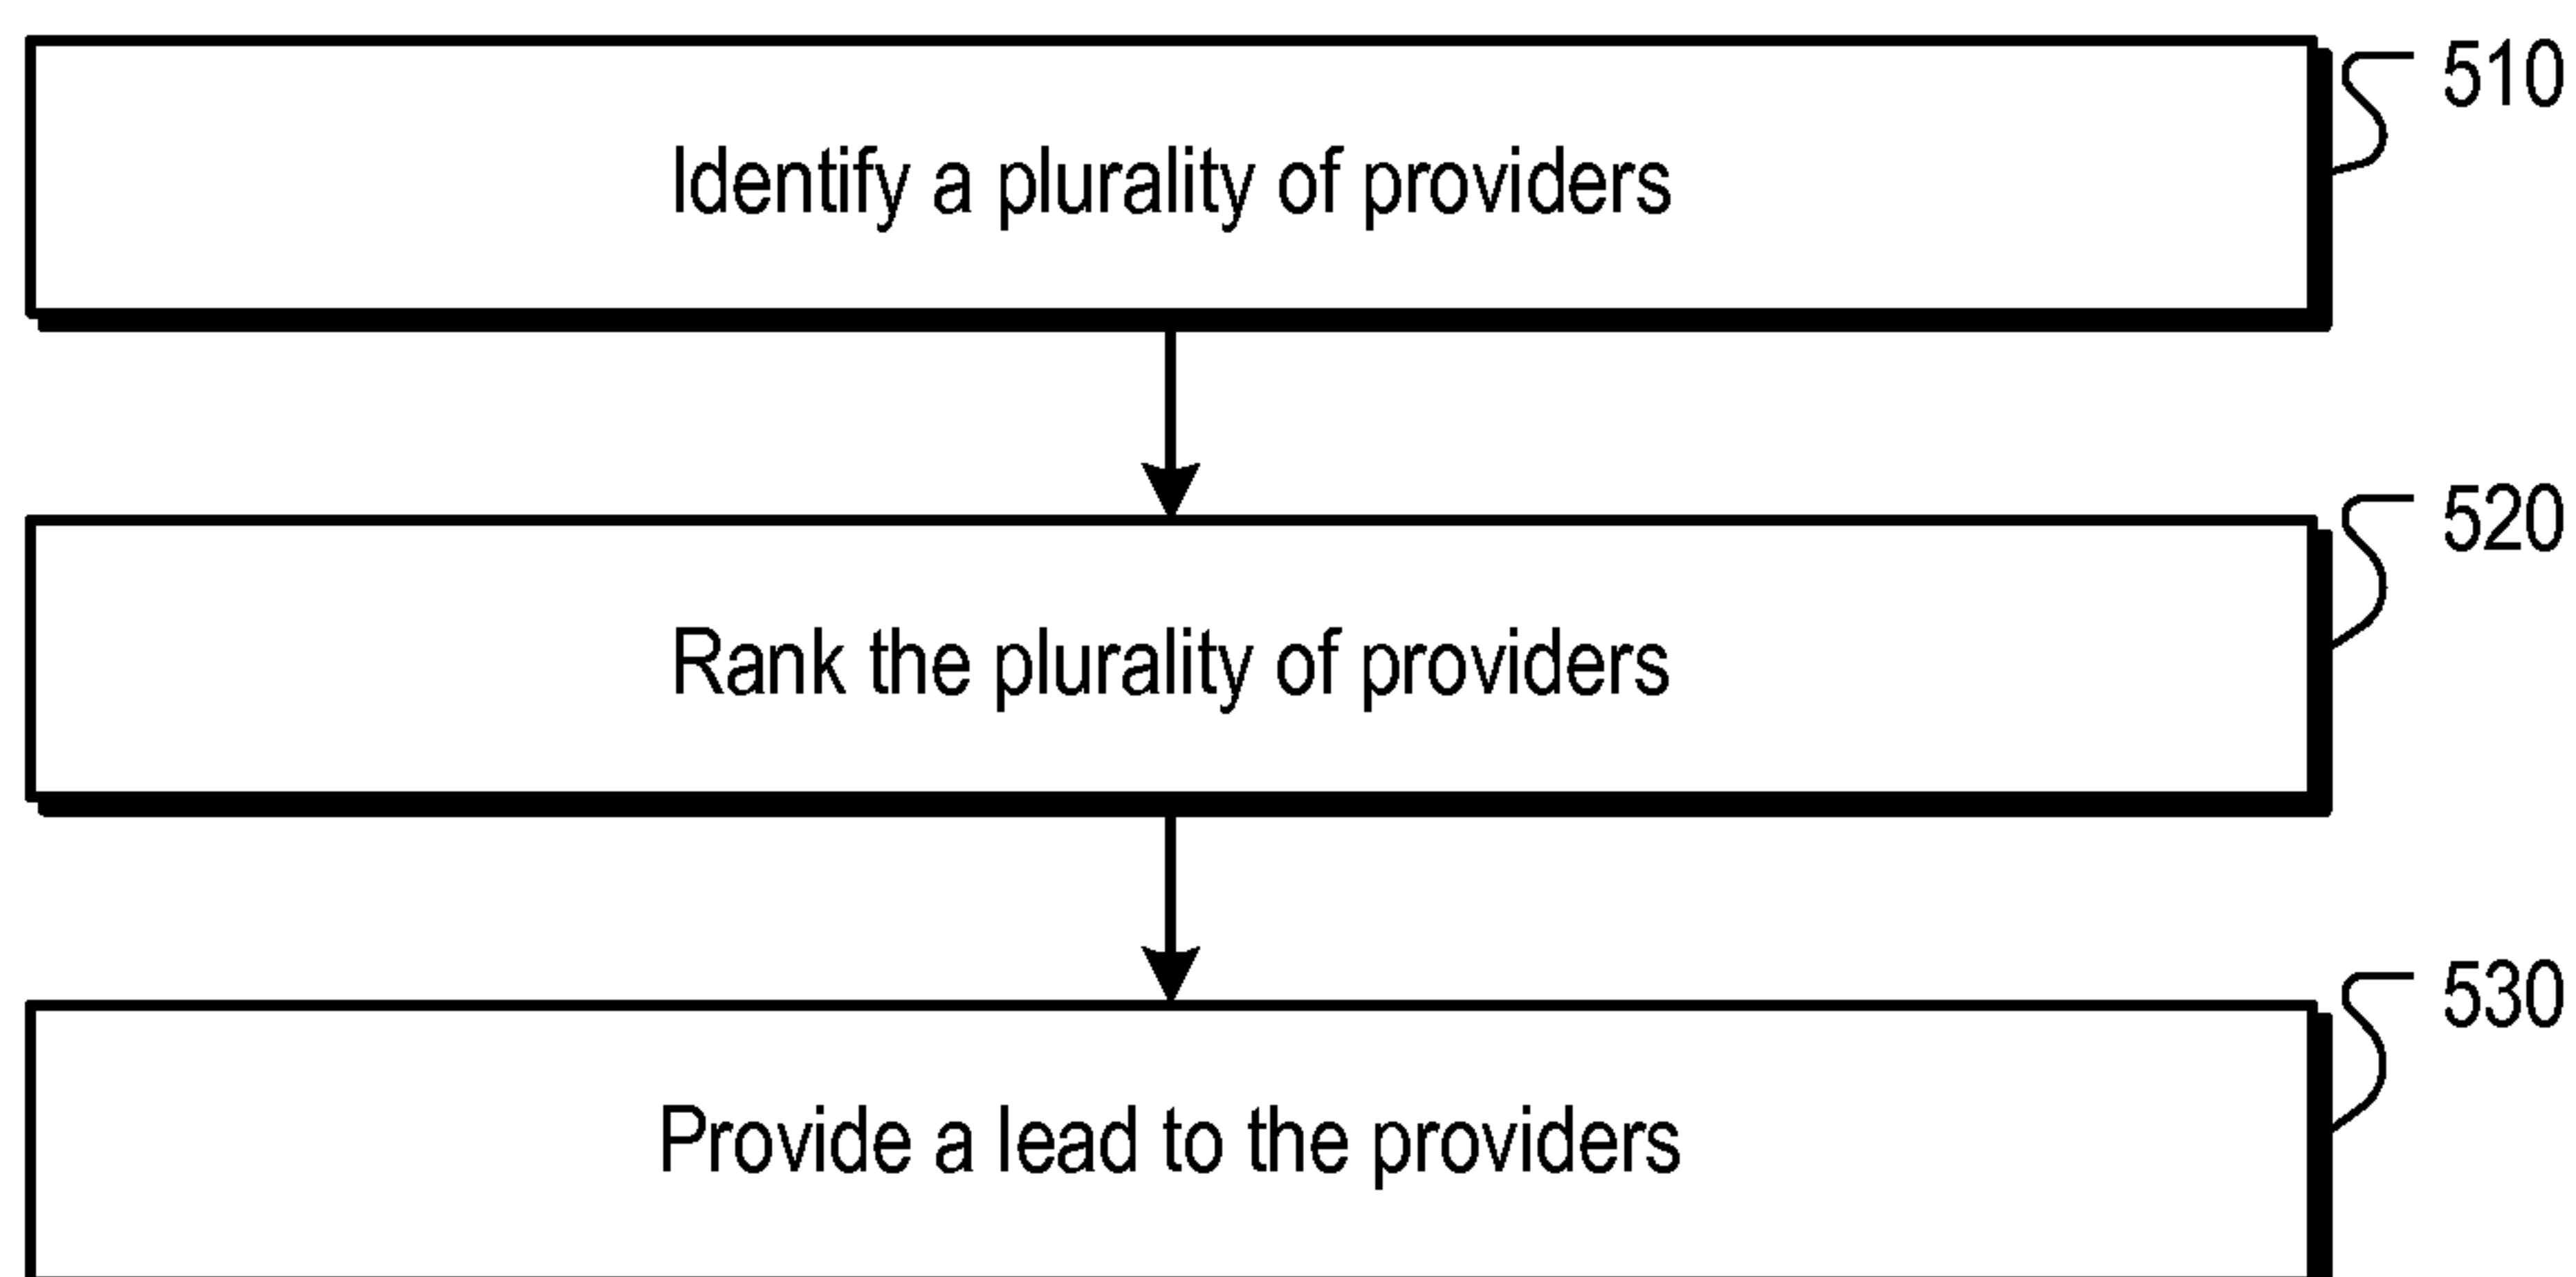 510
Identify a plurality of providers
520
Rank the plurality of providers
530
Provide a lead to the providers